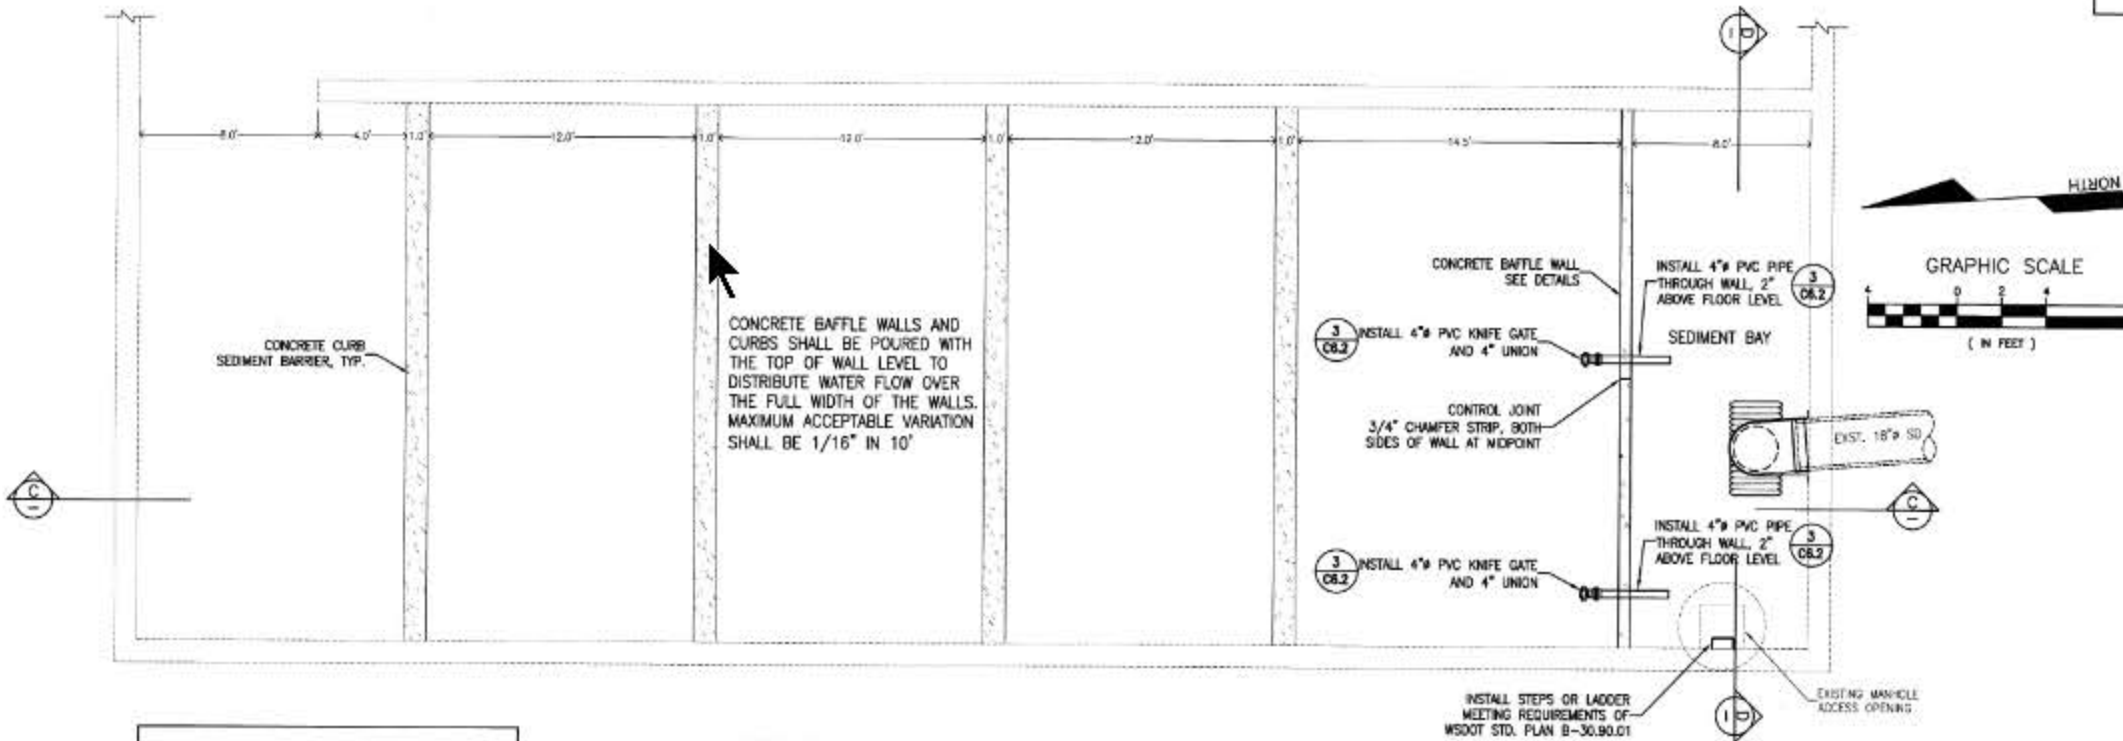 D
I
8.0'
4.0'
1.0'
12.0'
1.0'
12.0'
1.0'
12.0'
1.0'
14.5'
8.0'
NORTH
CONCRETE BAFFLE WALL
SEE DETAILS
INSTALL 4"ø PVC PIPE
THROUGH WALL, 2"
ABOVE FLOOR LEVEL
3
C6.2
GRAPHIC SCALE
4
0
2
4
( IN FEET )
CONCRETE CURB
SEDIMENT BARRIER, TYP.
CONCRETE BAFFLE WALLS AND
CURBS SHALL BE POURED WITH
THE TOP OF WALL LEVEL TO
DISTRIBUTE WATER FLOW OVER
THE FULL WIDTH OF THE WALLS.
MAXIMUM ACCEPTABLE VARIATION
SHALL BE 1/16" IN 10'
3
C6.2
INSTALL 4"ø PVC KNIFE GATE
AND 4" UNION
SEDIMENT BAY
CONTROL JOINT
3/4" CHAMFER STRIP, BOTH
SIDES OF WALL AT MIDPOINT
EXIST. 18"ø SD
C
–
C
–
INSTALL 4"ø PVC PIPE
THROUGH WALL, 2"
ABOVE FLOOR LEVEL
3
C6.2
3
C6.2
INSTALL 4"ø PVC KNIFE GATE
AND 4" UNION
INSTALL STEPS OR LADDER
MEETING REQUIREMENTS OF
WSDOT STD. PLAN B-30.90.01
EXISTING MANHOLE
ACCESS OPENING
D
I